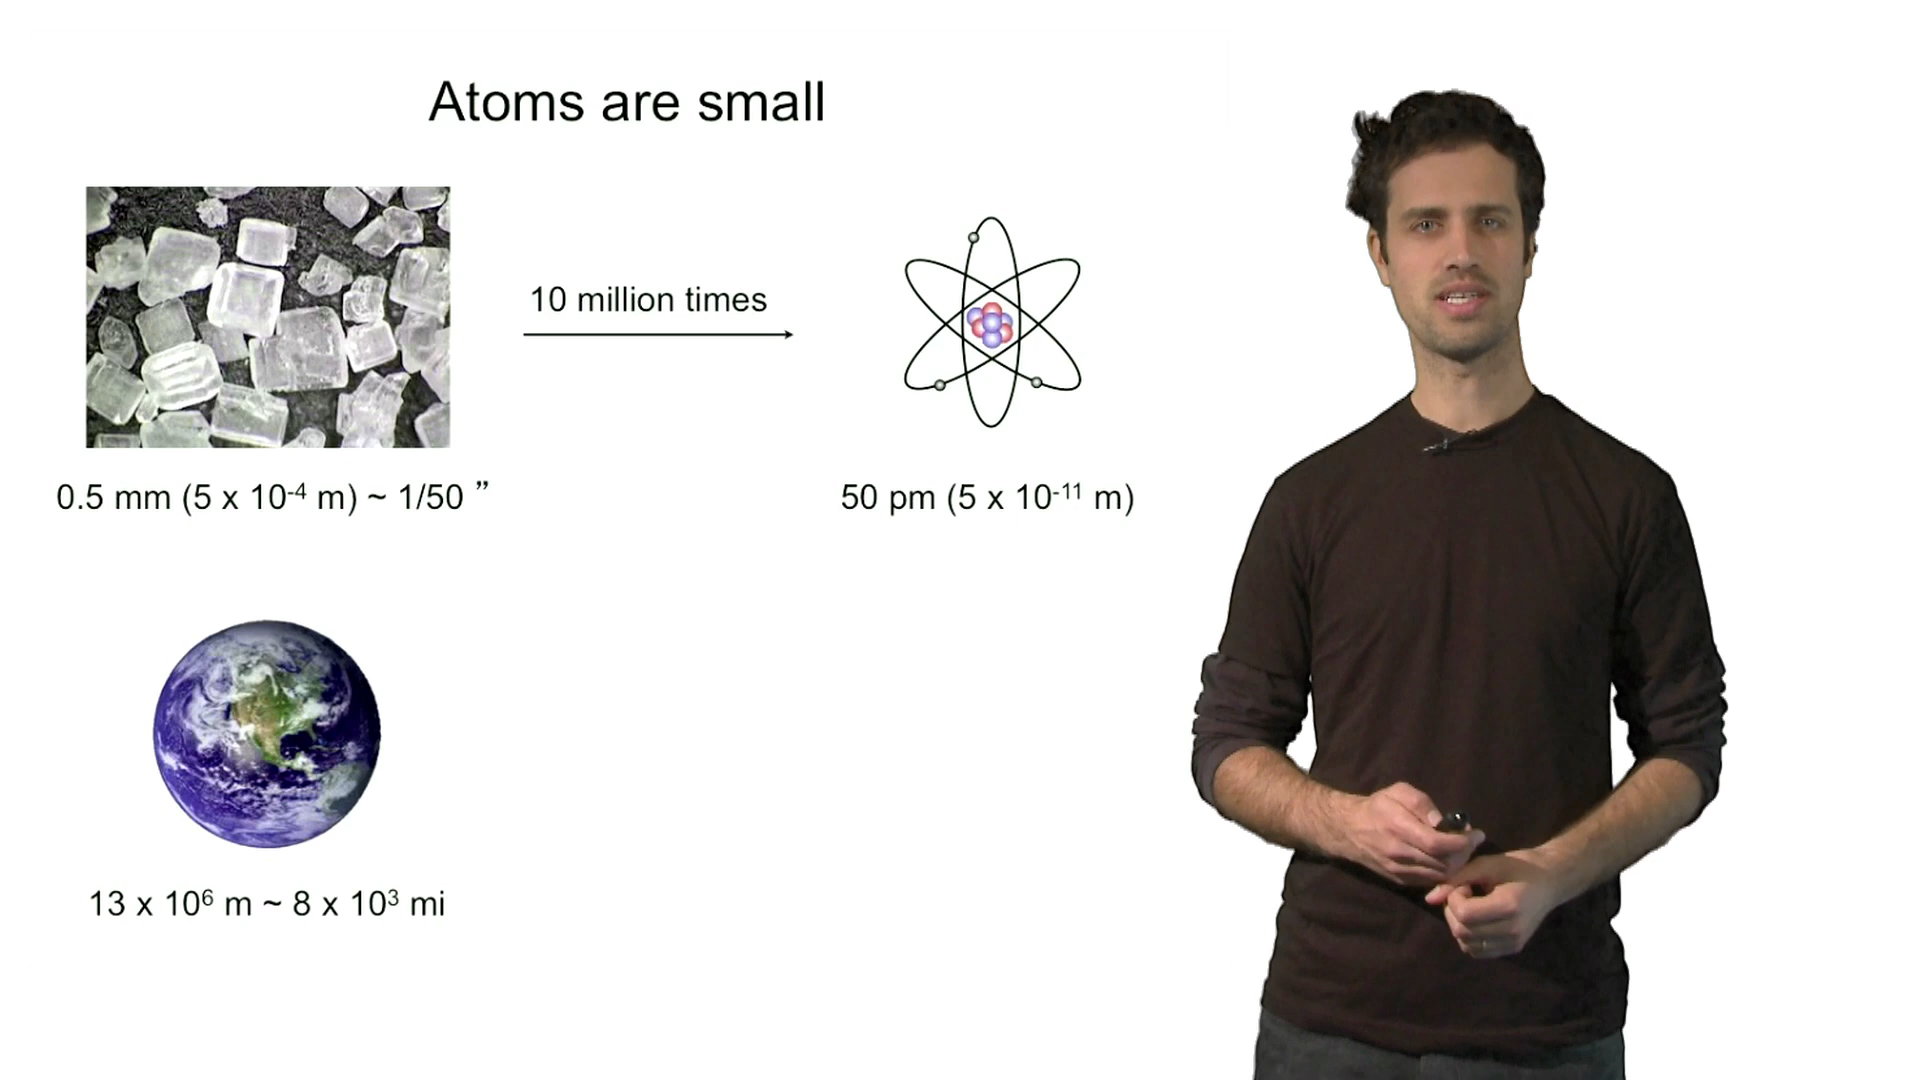 Atoms are small
10 million times
0.5 mm (5 x 10⁻⁴ m) ~ 1/50 ”
50 pm (5 x 10⁻¹¹ m)
13 x 10⁶ m ~ 8 x 10³ mi